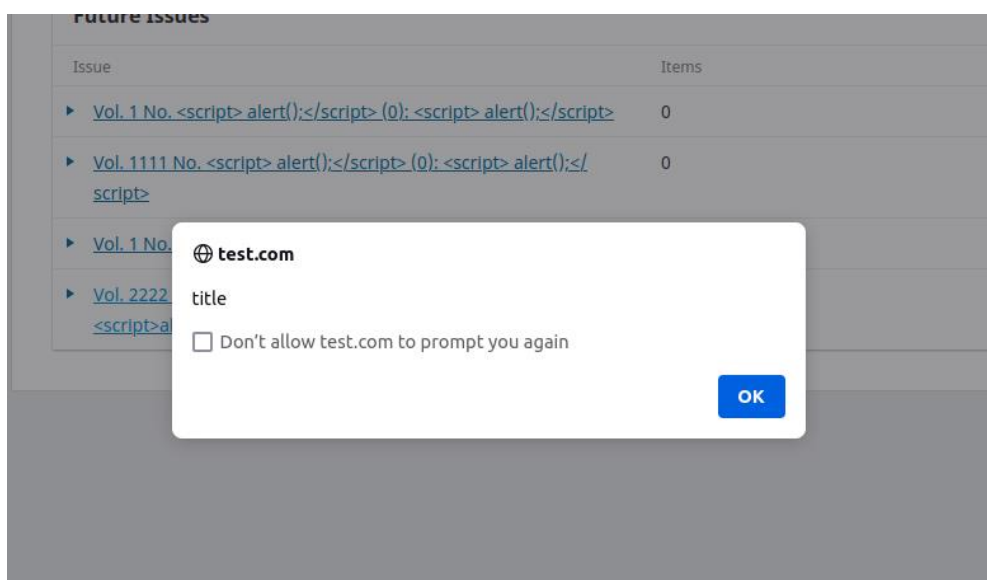 Future Issues
Issue Items
Vol. 1 No. <script> alert();</script> (0): <script> alert();</script> 0
Vol. 1111 No. <script> alert();</script> (0): <script> alert();</ 0
script>
Vol. 1 No.
test.com
Vol. 2222
title
<script>al
Don't allow test.com to prompt you again
OK